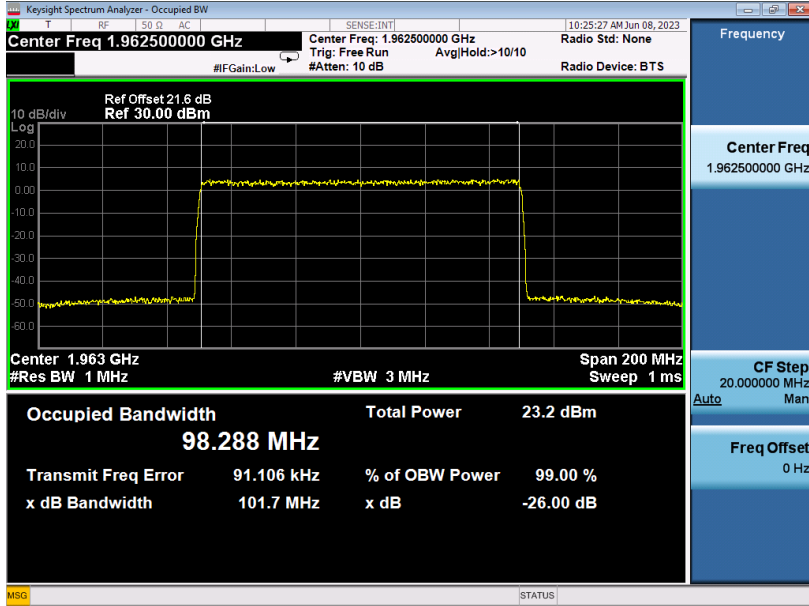 Keysight Spectrum Analyzer - Occupied BW
LXI T RF 50 Ω AC SENSE:INT 10:25:27 AM Jun 08, 2023
Center Freq 1.962500000 GHz
Center Freq: 1.962500000 GHz Radio Std: None
Trig: Free Run Avg|Hold:>10/10
#IFGain:Low #Atten: 10 dB Radio Device: BTS
Ref Offset 21.6 dB
10 dB/div Ref 30.00 dBm
Log
20.0
10.0
0.00
-10.0
-20.0
-30.0
-40.0
-50.0
-60.0
Center 1.963 GHz Span 200 MHz
#Res BW 1 MHz #VBW 3 MHz Sweep 1 ms
Occupied Bandwidth Total Power 23.2 dBm
98.288 MHz
Transmit Freq Error 91.106 kHz % of OBW Power 99.00 %
x dB Bandwidth 101.7 MHz x dB -26.00 dB
Frequency
Center Freq
1.962500000 GHz
CF Step
20.000000 MHz
Auto Man
Freq Offset
0 Hz
MSG STATUS